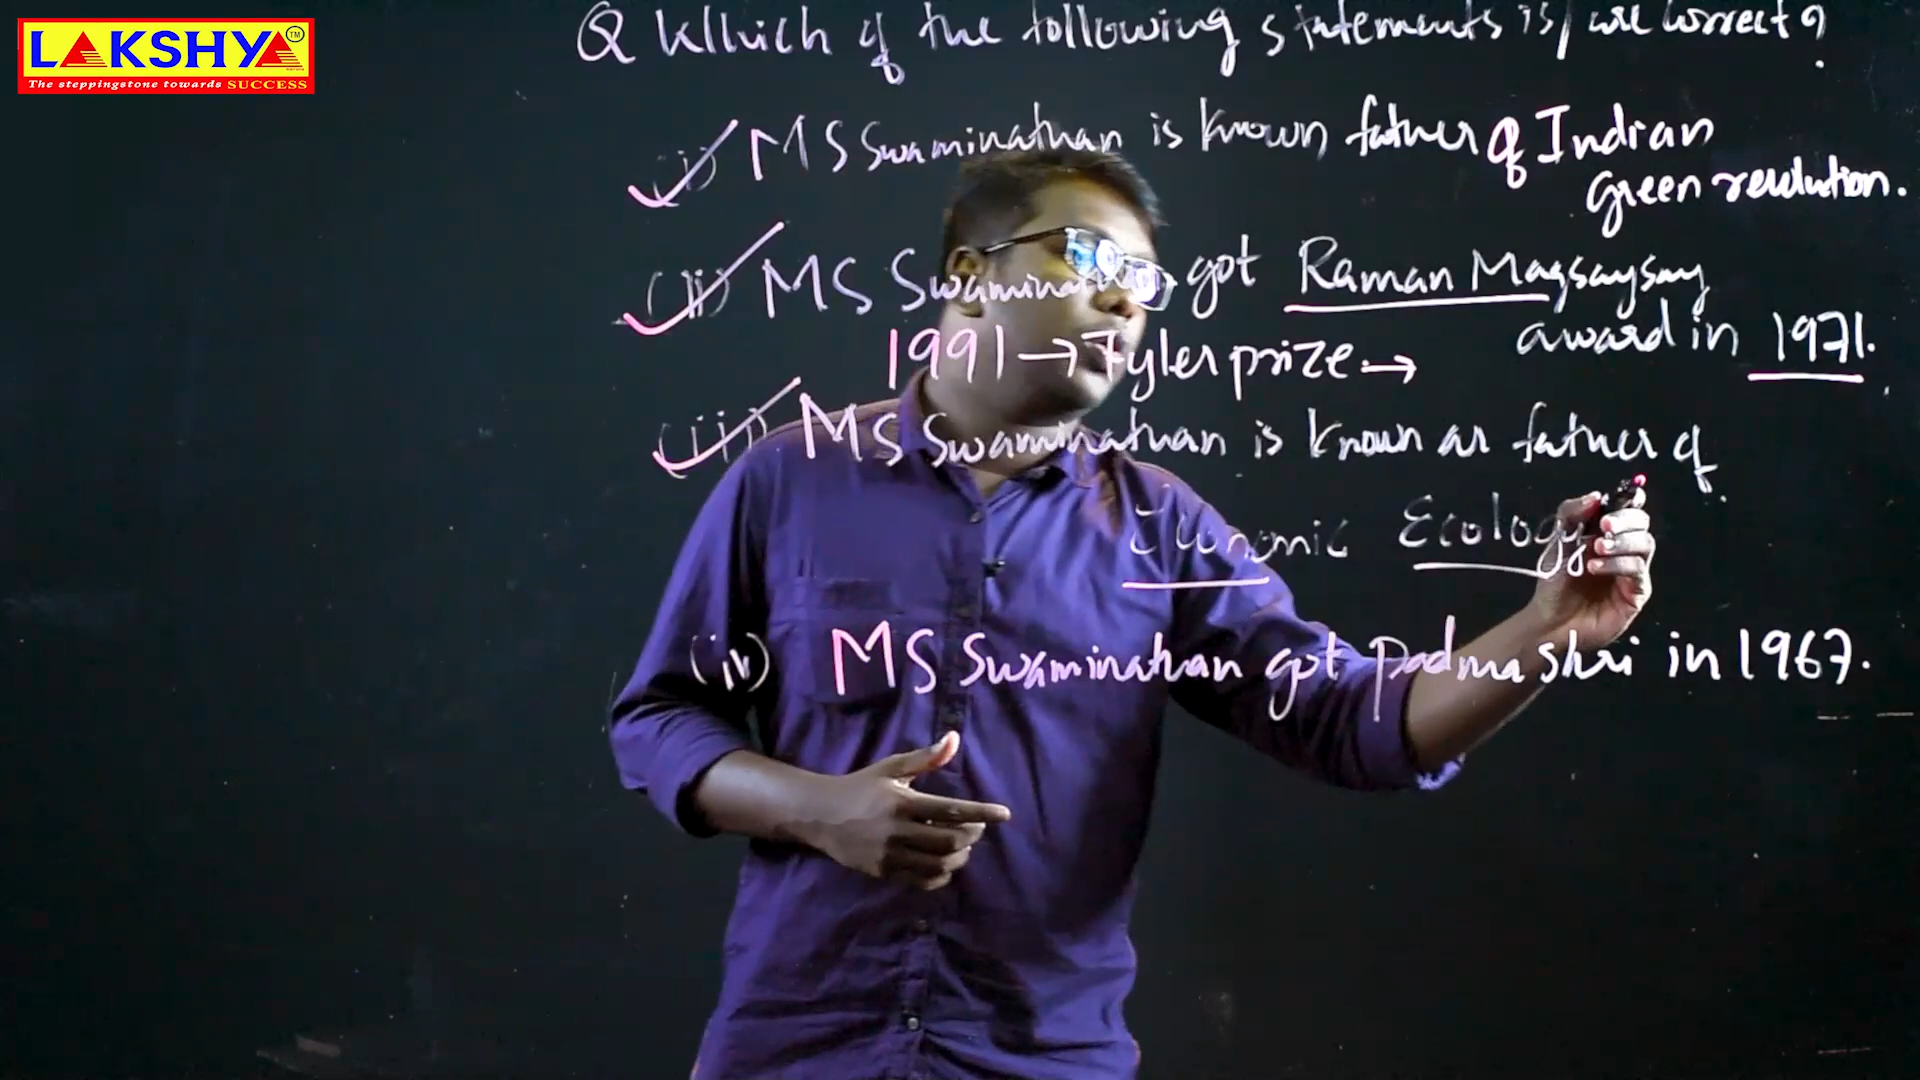 LAKSHYA TM
The steppingstone towards SUCCESS
Q Which of the following statements is/are correct?
(i) MS Swaminathan is known father of Indian
Green revolution.
(ii) MS Swaminathan got Raman Magsaysay
award in 1971.
1991 → Tyler prize →
(iii) MS Swaminathan is known as father of
Economic Ecology
(iv) MS Swaminathan got Padma shri in 1967.